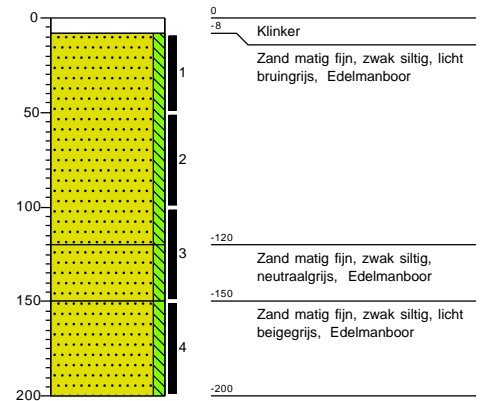 0
50
100
150
200
1
2
3
4
0
-8
Klinker
Zand matig fijn, zwak siltig, licht
bruingrijs, Edelmanboor
-120
Zand matig fijn, zwak siltig,
neutraalgrijs, Edelmanboor
-150
Zand matig fijn, zwak siltig, licht
beigegrijs, Edelmanboor
-200